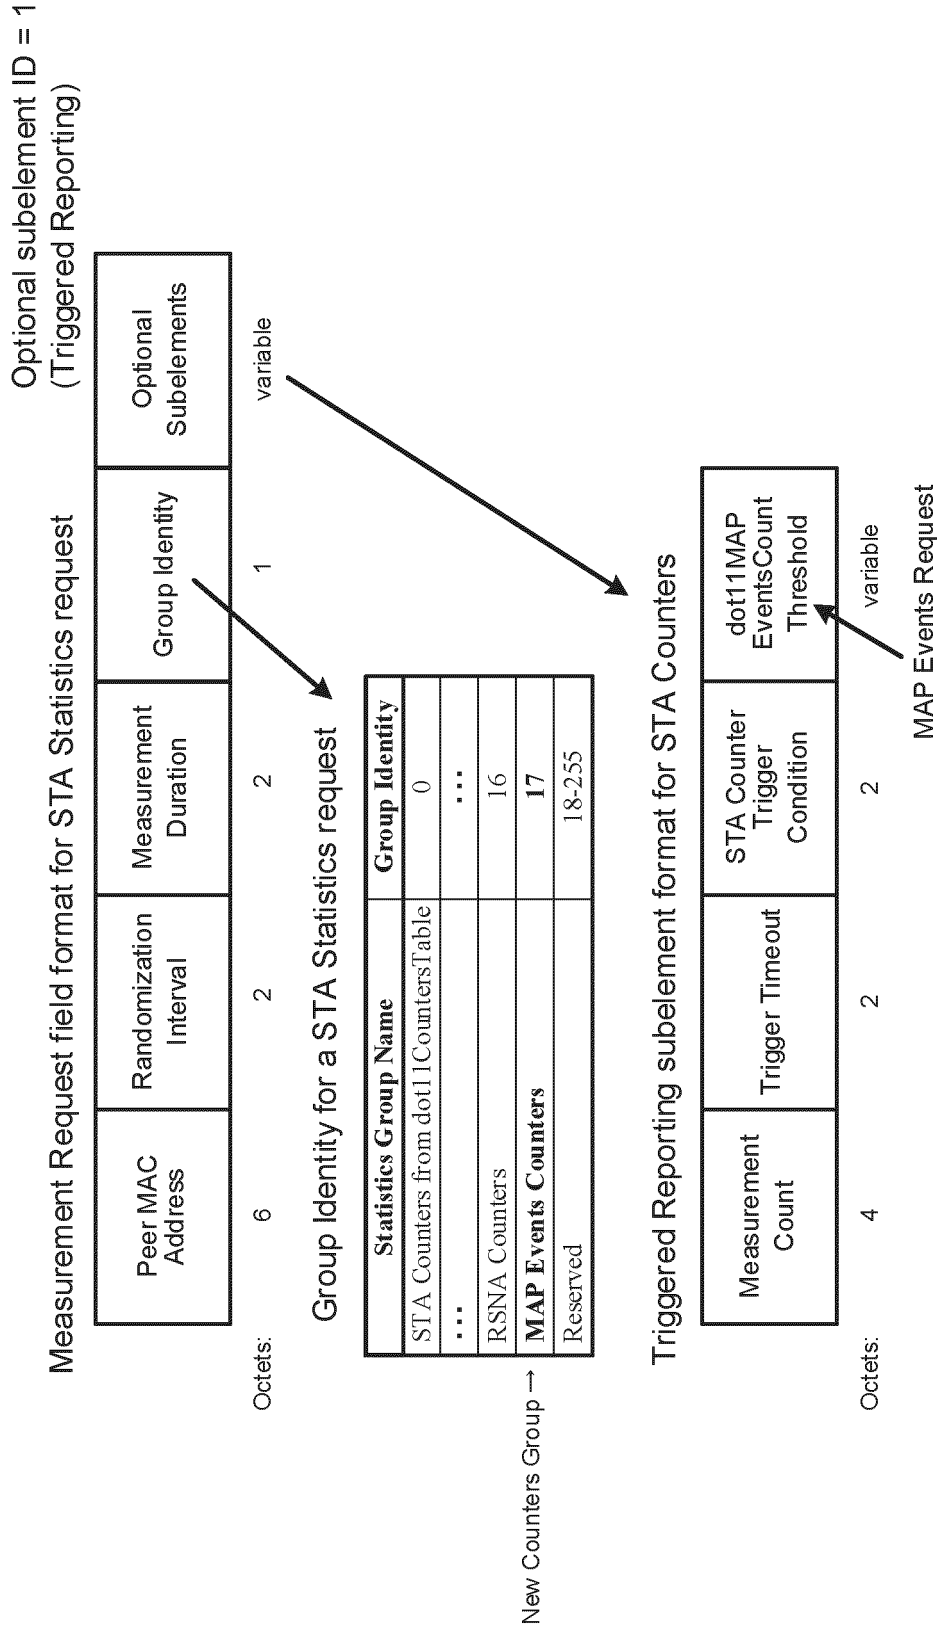 Optional subelement ID = 1
(Triggered Reporting)
Measurement Request field format for STA Statistics request
Peer MAC
Address
Randomization
Interval
Measurement
Duration
Group Identity
Optional
Subelements
Octets: 6 2 2 1 variable
Group Identity for a STA Statistics request
Statistics Group Name Group Identity
STA Counters from dot11CountersTable 0
... ...
RSNA Counters 16
New Counters Group → MAP Events Counters 17
Reserved 18-255
Triggered Reporting subelement format for STA Counters
Measurement
Count
Trigger Timeout
STA Counter
Trigger
Condition
dot11MAP
EventsCount
Threshold
Octets: 4 2 2 variable
MAP Events Request